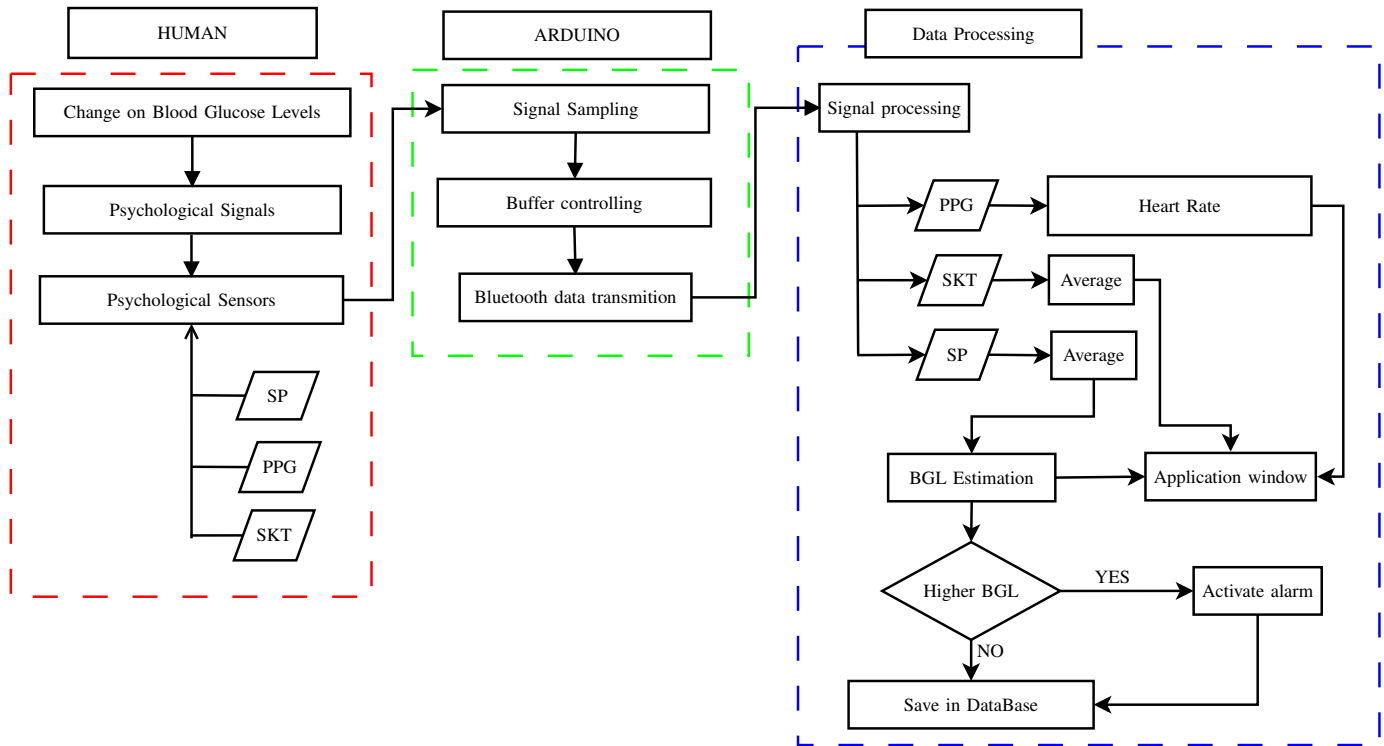 HUMAN
Change on Blood Glucose Levels
Psychological Signals
Psychological Sensors
SP
PPG
SKT
ARDUINO
Signal Sampling
Buffer controlling
Bluetooth data transmition
Data Processing
Signal processing
PPG
Heart Rate
SKT
Average
SP
Average
BGL Estimation
Application window
Higher BGL
YES
Activate alarm
NO
Save in DataBase